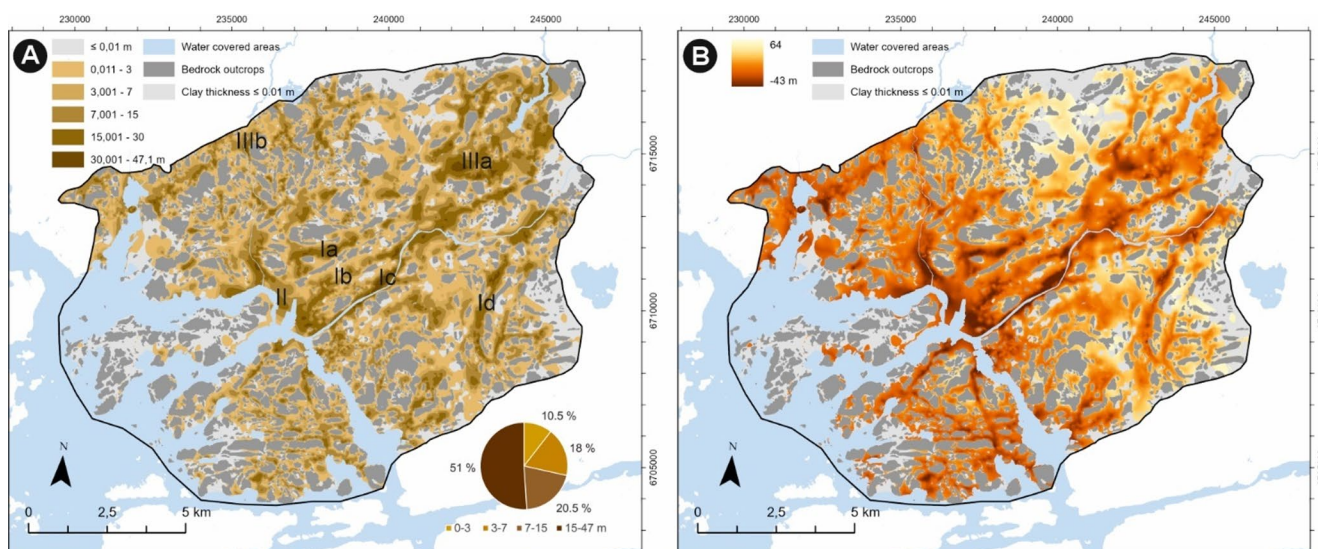 230000 235000 240000 245000
A
≤ 0,01 m
0,011 - 3
3,001 - 7
7,001 - 15
15,001 - 30
30,001 - 47,1 m
Water covered areas
Bedrock outcrops
Clay thickness ≤ 0.01 m
IIIb
IIIa
Ia
Ib
Ic
II
Id
6715000
6710000
6705000
N
0 2,5 5 km
10.5 %
18 %
51 %
20.5 %
0-3 3-7 7-15 15-47 m
230000 235000 240000 245000
B
64
-43 m
Water covered areas
Bedrock outcrops
Clay thickness ≤ 0.01 m
6715000
6710000
6705000
N
0 2,5 5 km